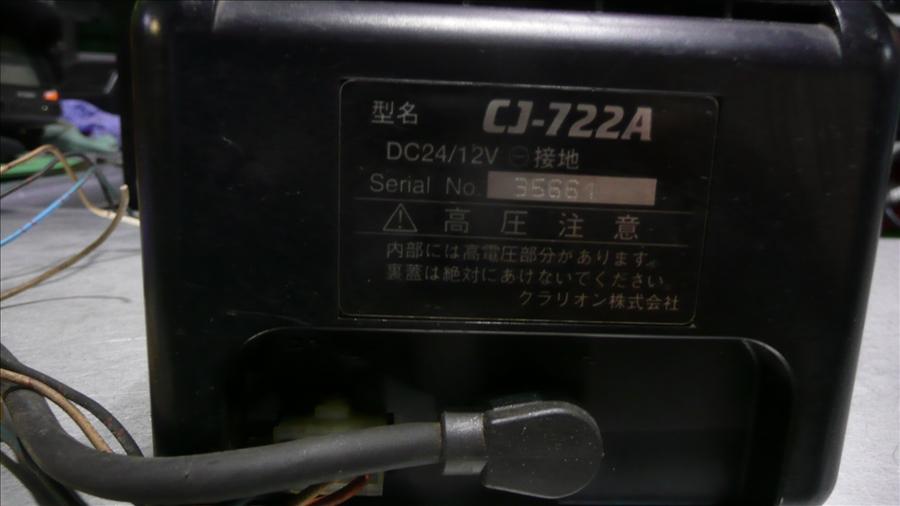 型名 CJ-722A
DC24/12V ⊖接地
Serial No. 35661
⚠ 高圧注意
内部には高電圧部分があります。
裏蓋は絶対にあけないでください。
クラリオン株式会社